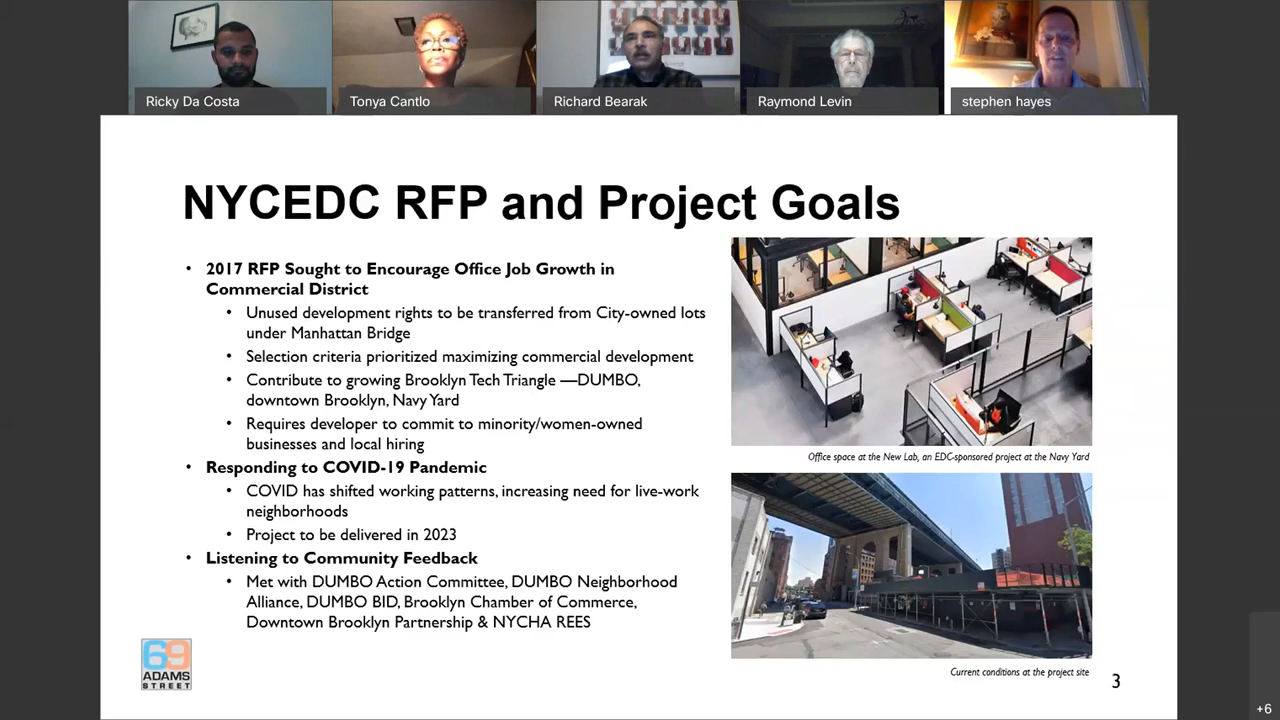 Ricky Da Costa
Tonya Cantlo
Richard Bearak
Raymond Levin
stephen hayes
NYCEDC RFP and Project Goals
• 2017 RFP Sought to Encourage Office Job Growth in
Commercial District
• Unused development rights to be transferred from City-owned lots
under Manhattan Bridge
• Selection criteria prioritized maximizing commercial development
• Contribute to growing Brooklyn Tech Triangle —DUMBO,
downtown Brooklyn, Navy Yard
• Requires developer to commit to minority/women-owned
businesses and local hiring
• Responding to COVID-19 Pandemic
• COVID has shifted working patterns, increasing need for live-work
neighborhoods
• Project to be delivered in 2023
• Listening to Community Feedback
• Met with DUMBO Action Committee, DUMBO Neighborhood
Alliance, DUMBO BID, Brooklyn Chamber of Commerce,
Downtown Brooklyn Partnership & NYCHA REES
Office space at the New Lab, an EDC-sponsored project at the Navy Yard
Current conditions at the project site
69
ADAMS
STREET
3
+6